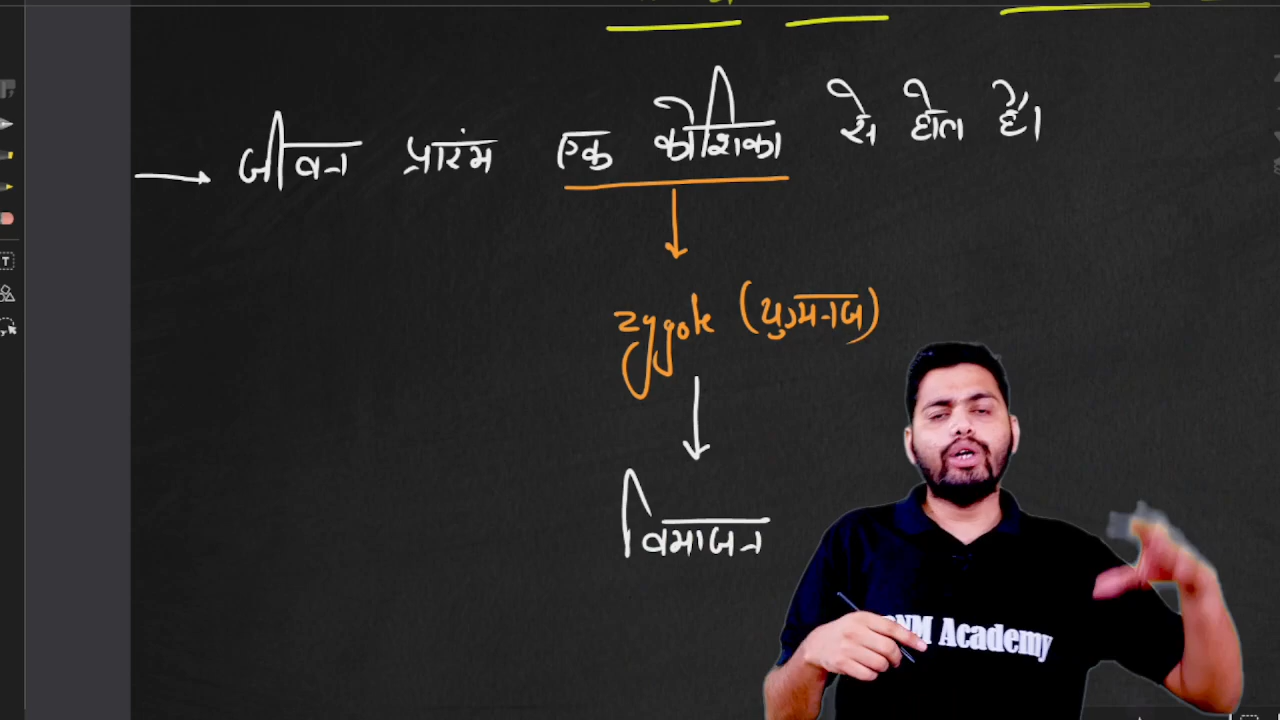 जीवन प्रारंभ एक कोशिका से होता है।
zygote (युग्मनज)
विभाजन
NM Academy
T